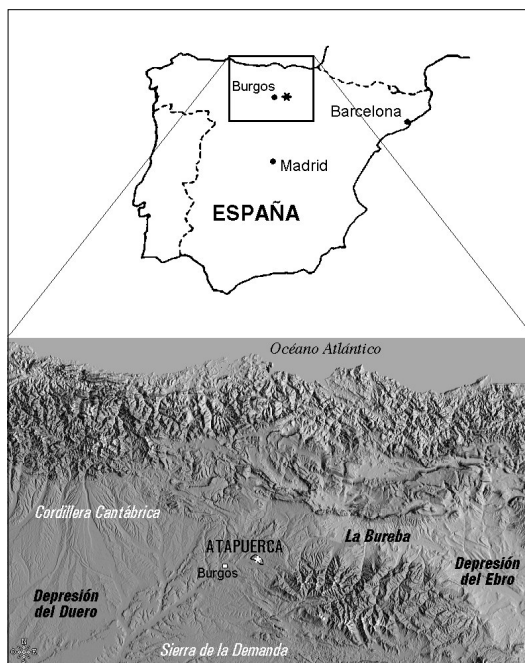 Burgos
*
Barcelona
Madrid
ESPAÑA
Océano Atlántico
Cordillera Cantábrica
La Bureba
ATAPUERCA
Burgos
Depresión
del Ebro
Depresión
del Duero
Sierra de la Demanda
N